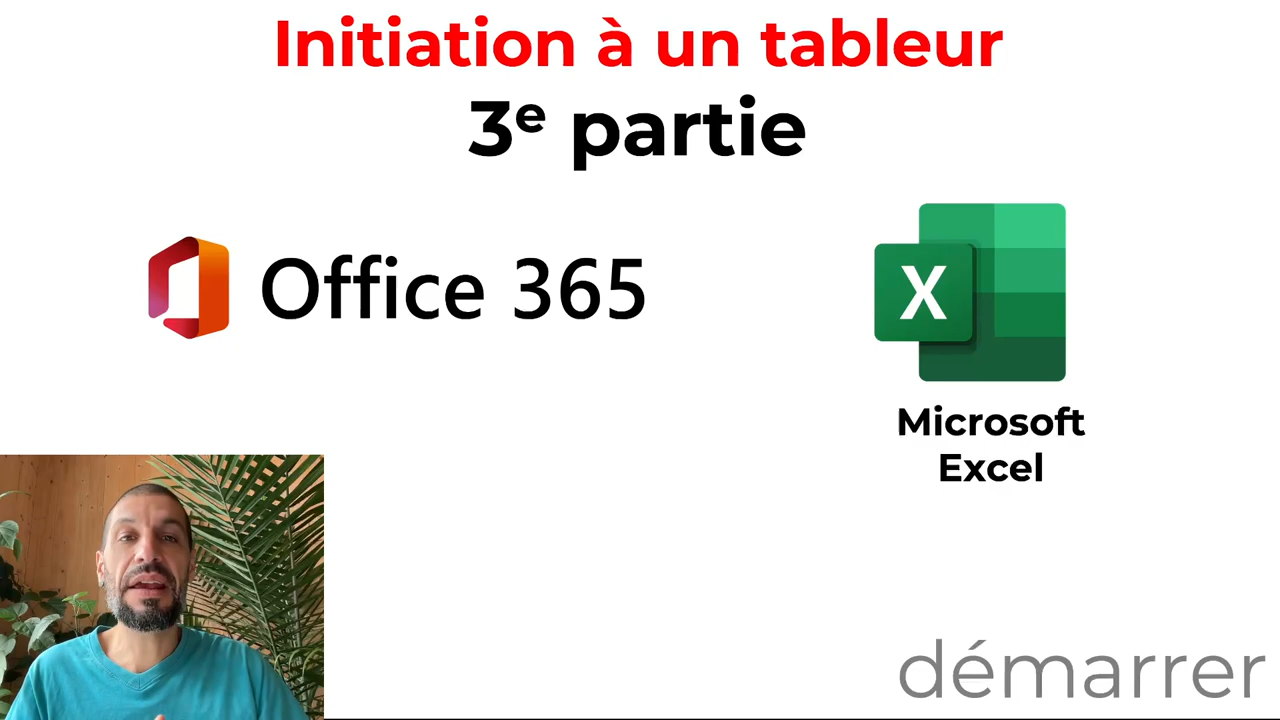 Initiation à un tableur
3e partie
Office 365
X
Microsoft
Excel
démarrer